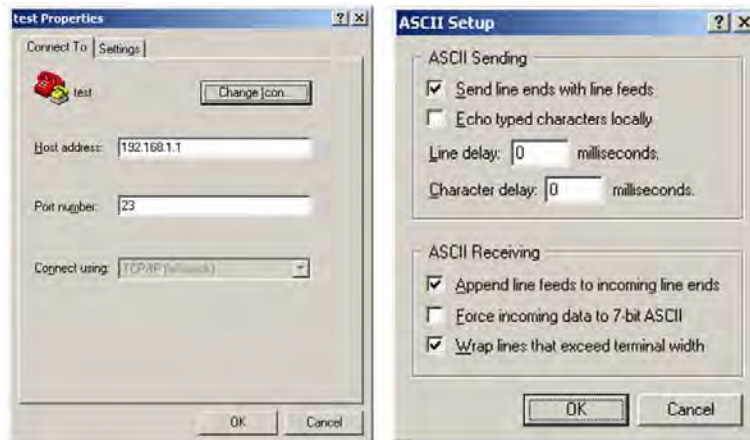 test Properties
Connect To Settings
test
Change Icon...
Host address: 192.168.1.1
Port number: 23
Connect using: TCP/IP (Winsock)
OK Cancel
ASCII Setup
ASCII Sending
Send line ends with line feeds
Echo typed characters locally
Line delay: 0 milliseconds.
Character delay: 0 milliseconds.
ASCII Receiving
Append line feeds to incoming line ends
Force incoming data to 7-bit ASCII
Wrap lines that exceed terminal width
OK Cancel